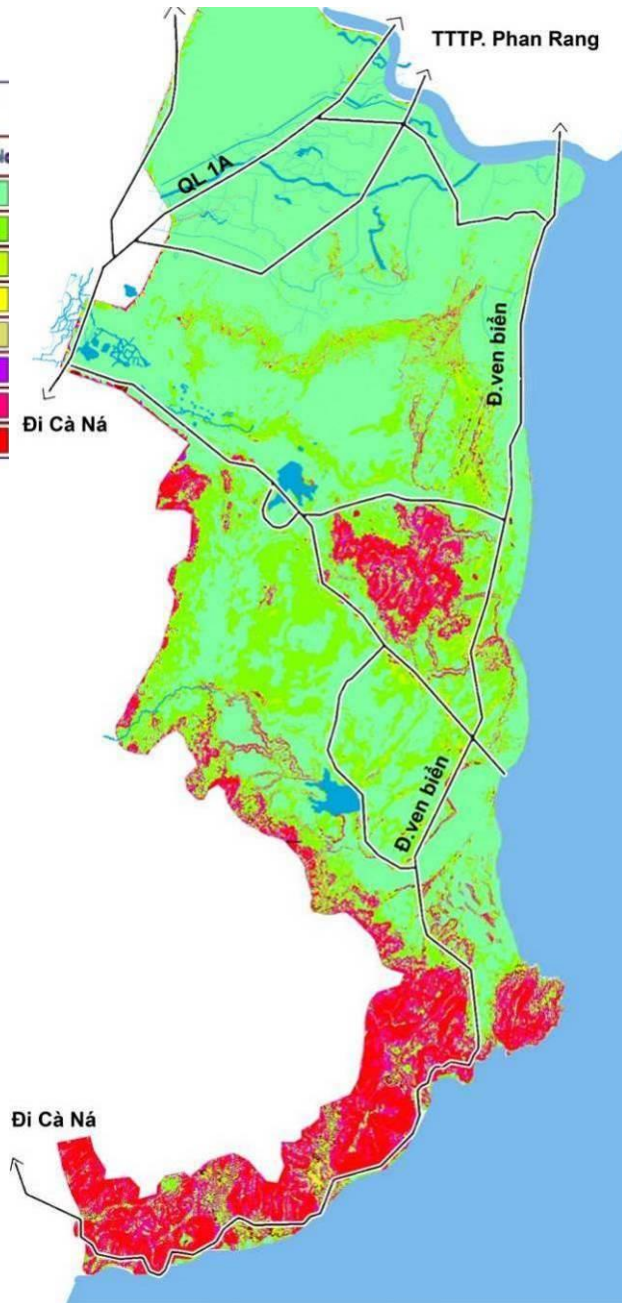 TTTP. Phan Rang
QL 1A
Đ.ven biển
Đi Cà Ná
Đ.ven biển
Đi Cà Ná